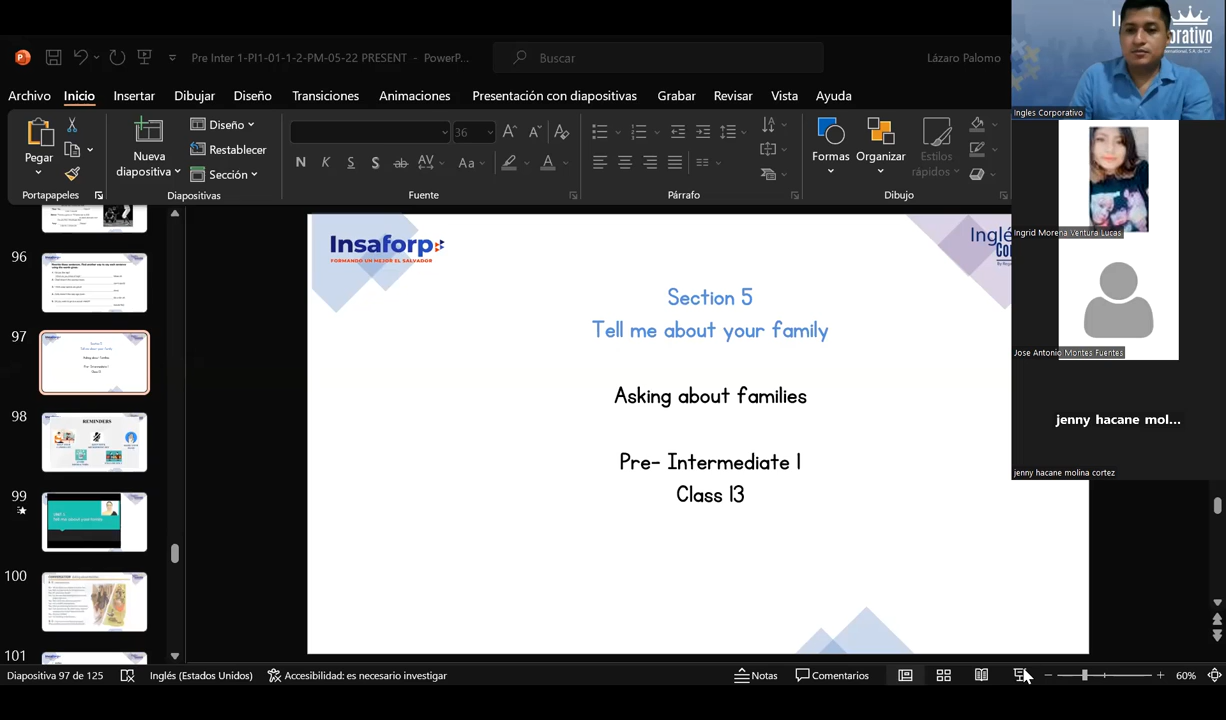 Pre Inter 1-PI1-01-1-2-PM-05-22 PRESENT - PowerP...
Buscar
Lázaro Palomo
Archivo Inicio Insertar Dibujar Diseño Transiciones Animaciones Presentación con diapositivas Grabar Revisar Vista Ayuda
Pegar
Portapapeles
Nueva
diapositiva
Diseño
Restablecer
Sección
Diapositivas
36
N K S S ab AV Aa A
Fuente
Párrafo
Formas
Organizar
Estilos
rápidos
Dibujo
Ingles Corporativo
Ingrid Morena Ventura Lucas
Jose Antonio Montes Fuentes
jenny hacane mol...
jenny hacane molina cortez
96
97
98
REMINDERS
99
100
101
Insaforp
FORMANDO UN MEJOR EL SALVADOR
Section 5
Tell me about your family
Asking about families
Pre- Intermediate 1
Class 13
Diapositiva 97 de 125
Inglés (Estados Unidos)
Accesibilidad: es necesario investigar
Notas
Comentarios
60%